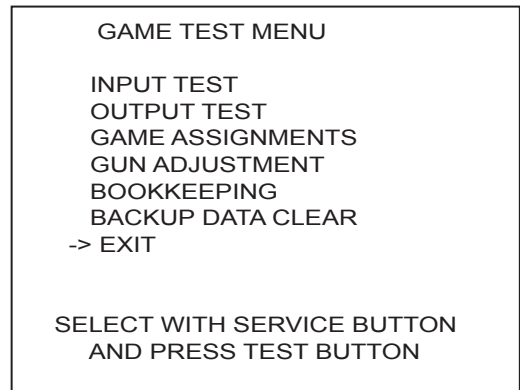 GAME TEST MENU
INPUT TEST
OUTPUT TEST
GAME ASSIGNMENTS
GUN ADJUSTMENT
BOOKKEEPING
BACKUP DATA CLEAR
-> EXIT
SELECT WITH SERVICE BUTTON
AND PRESS TEST BUTTON